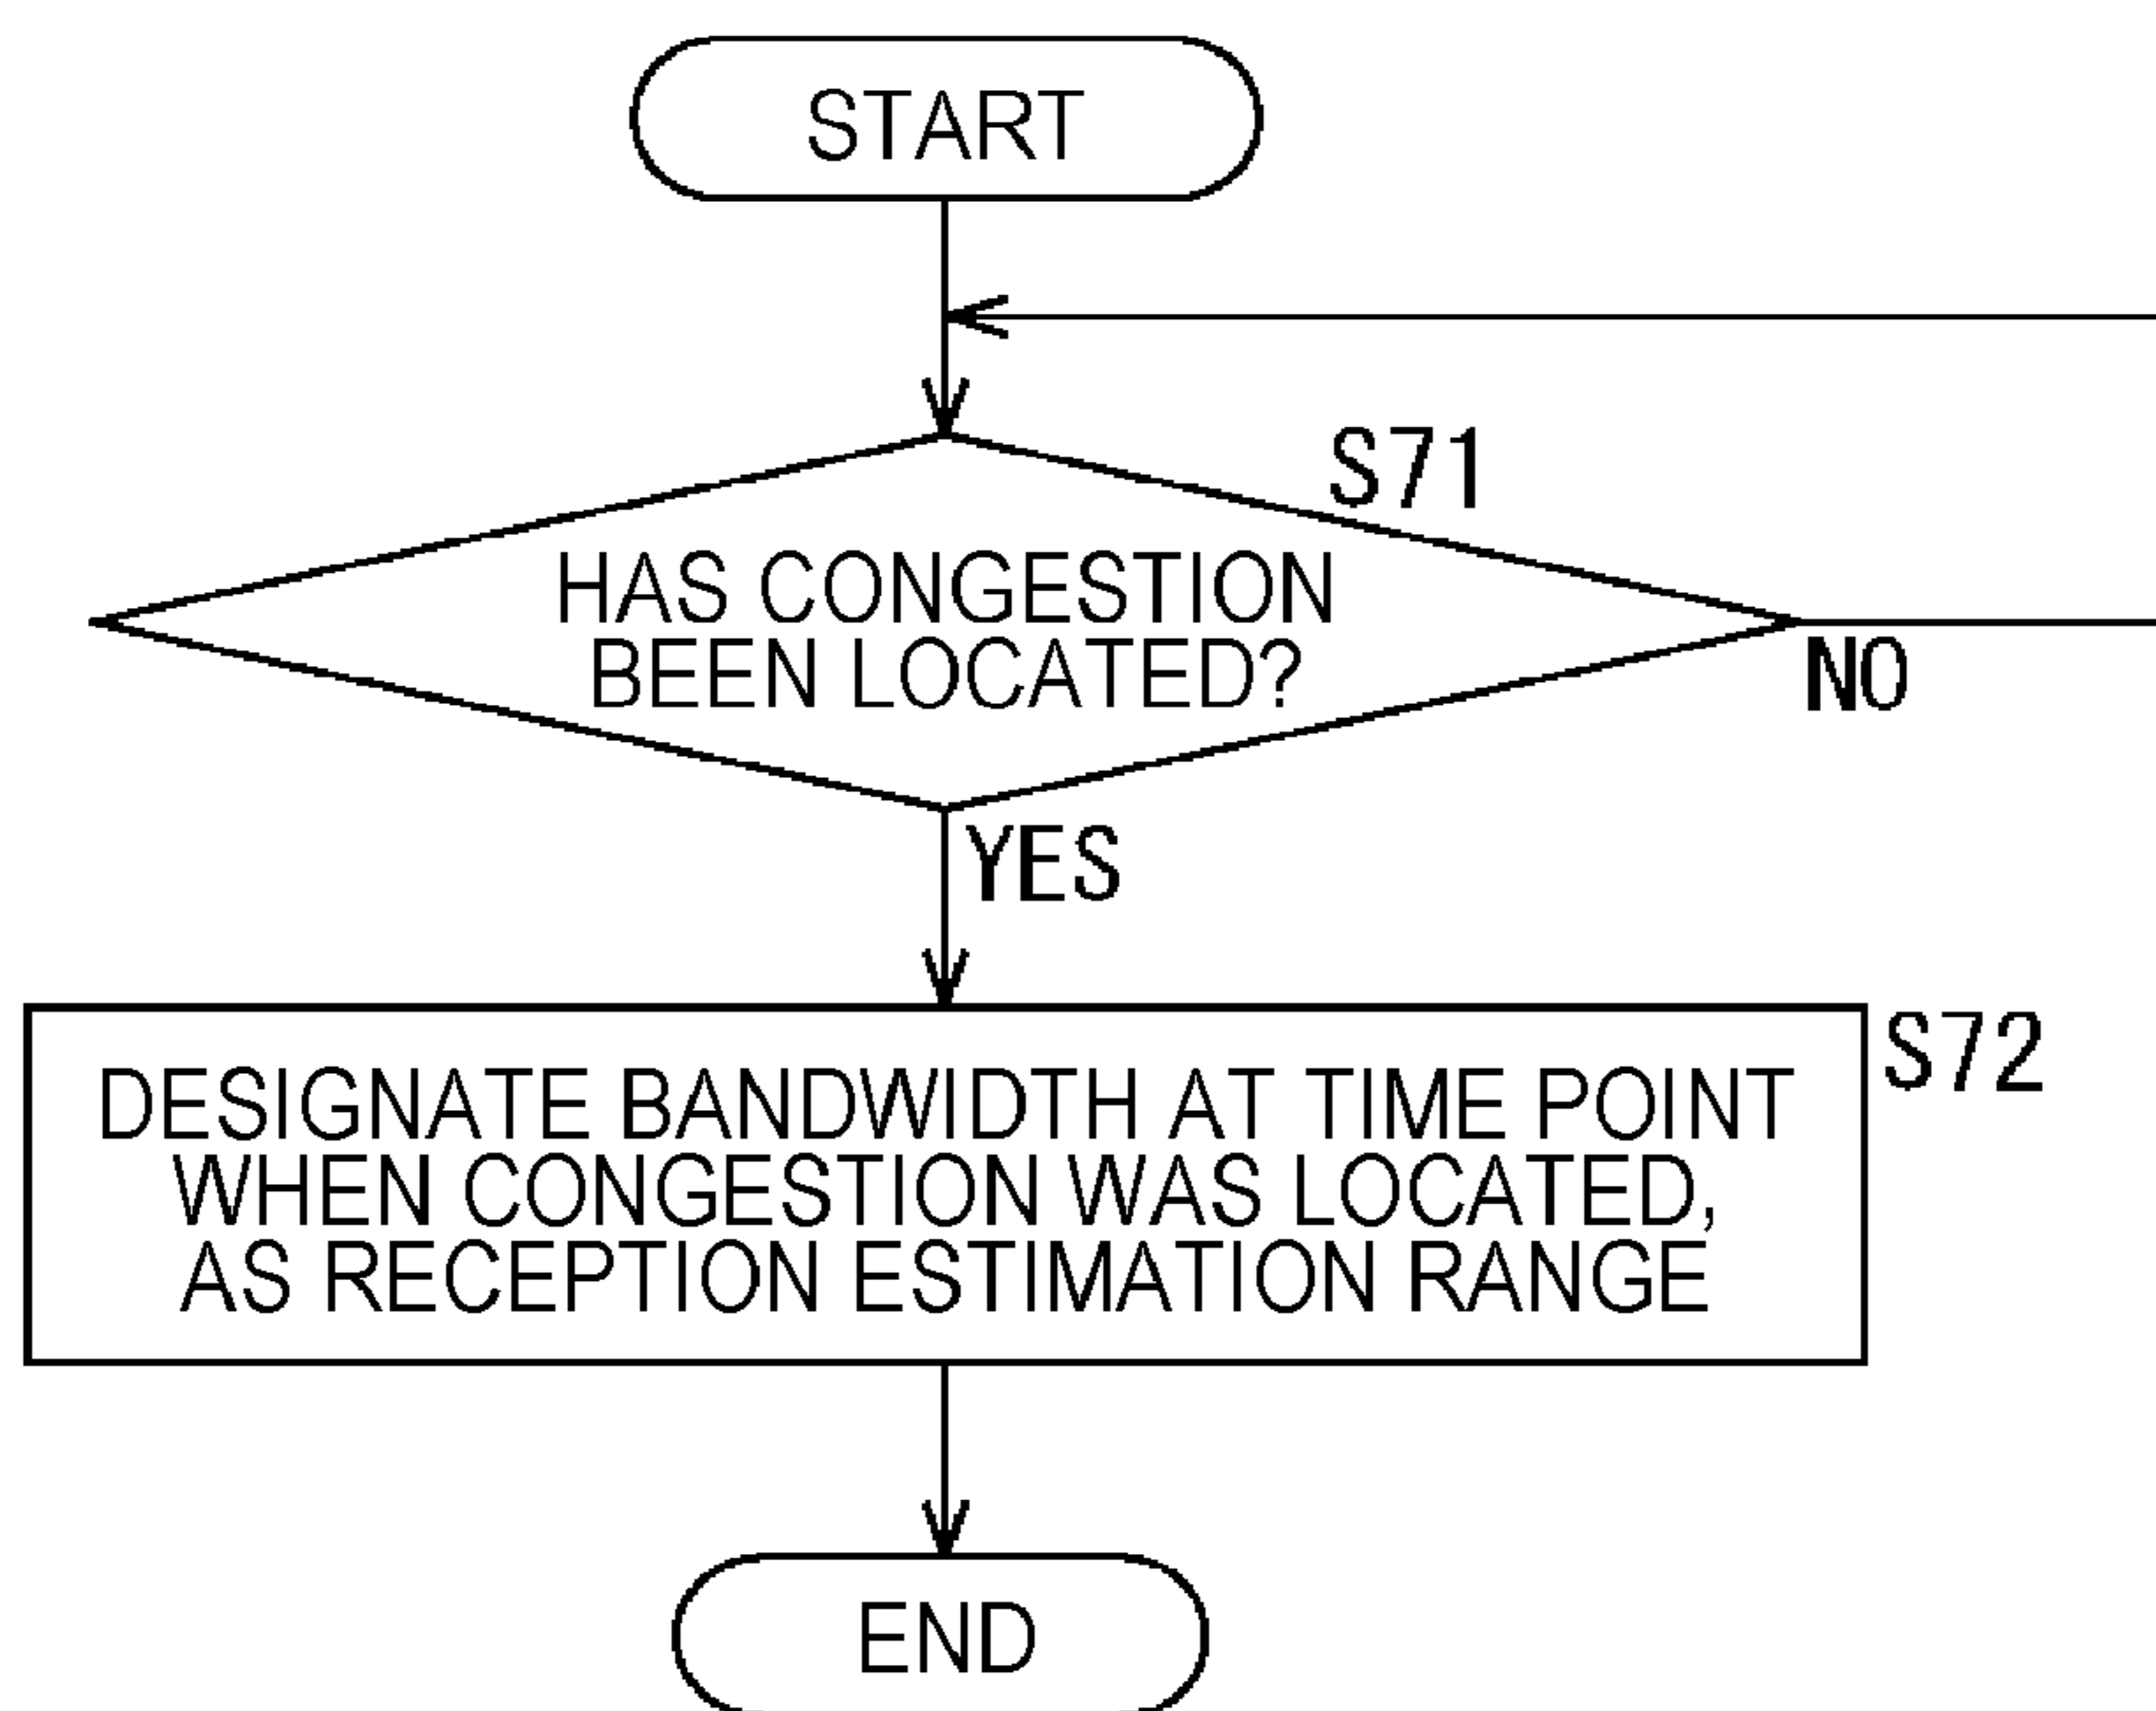 START
S71
HAS CONGESTION
BEEN LOCATED?
NO
YES
S72
DESIGNATE BANDWIDTH AT TIME POINT
WHEN CONGESTION WAS LOCATED,
AS RECEPTION ESTIMATION RANGE
END